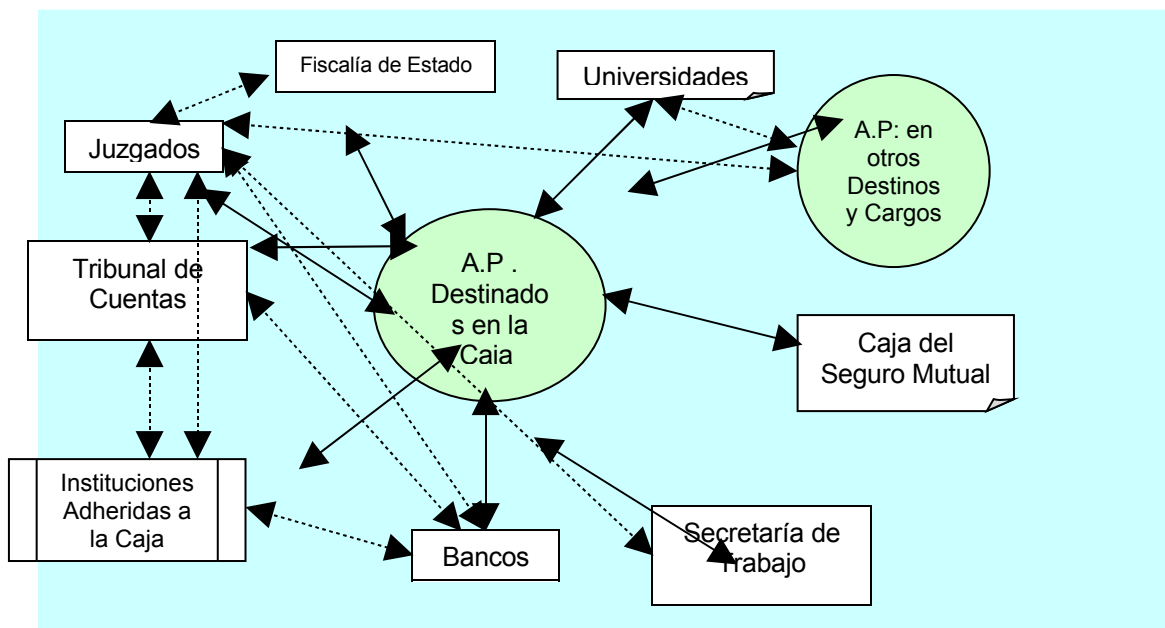 Fiscalía de Estado
Universidades
Juzgados
A.P: en
otros
Destinos
y Cargos
Tribunal de
Cuentas
A.P .
Destinado
s en la
Caja
Caja del
Seguro Mutual
Instituciones
Adheridas a
la Caja
Bancos
Secretaría de
Trabajo